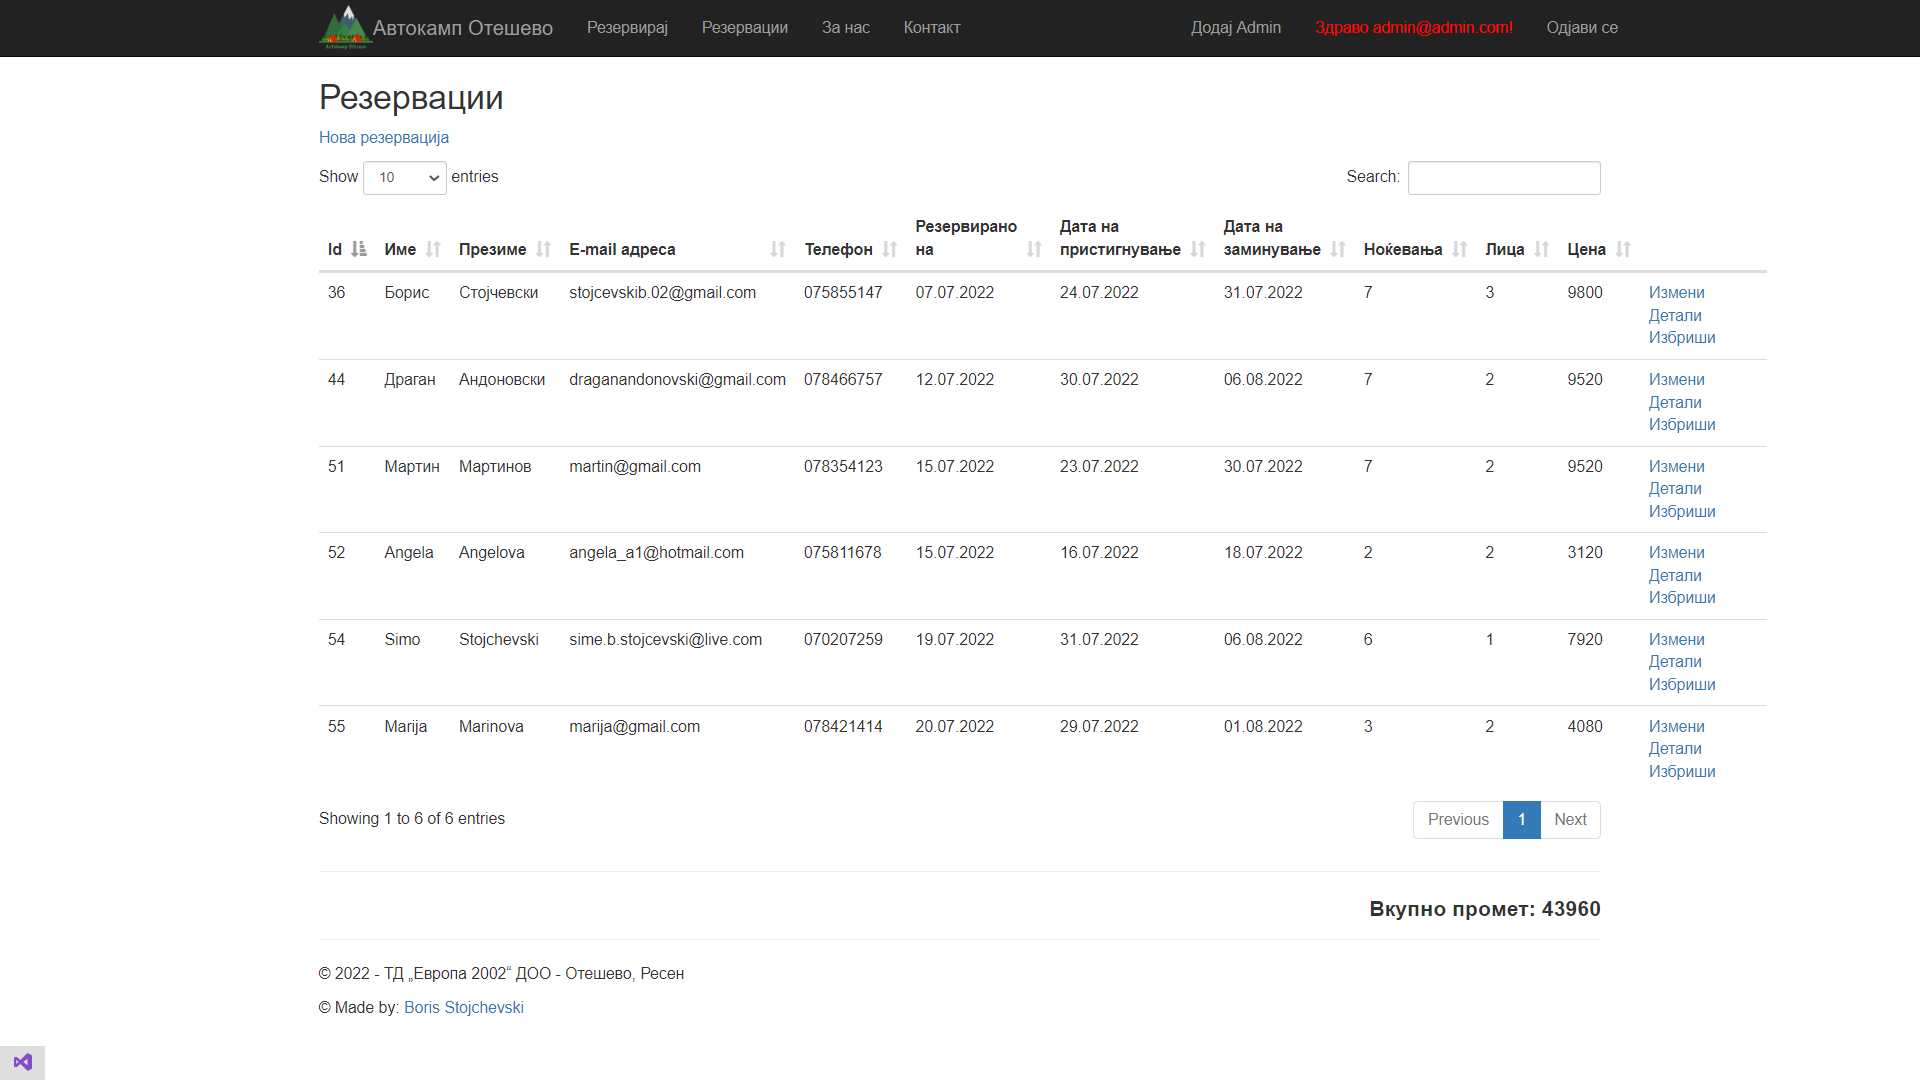 Автокамп Отешево Резервирај Резервации За нас Контакт Додај Admin Здраво admin@admin.com! Одјави се
Резервации
Нова резервација
Show 10 entries Search:
Id Име Презиме E-mail адреса Телефон Резервирано на Дата на пристигнување Дата на заминување Ноќевања Лица Цена
36 Борис Стојчевски stojcevskib.02@gmail.com 075855147 07.07.2022 24.07.2022 31.07.2022 7 3 9800 Измени
Детали
Избриши
44 Драган Андоновски draganandonovski@gmail.com 078466757 12.07.2022 30.07.2022 06.08.2022 7 2 9520 Измени
Детали
Избриши
51 Мартин Мартинов martin@gmail.com 078354123 15.07.2022 23.07.2022 30.07.2022 7 2 9520 Измени
Детали
Избриши
52 Angela Angelova angela_a1@hotmail.com 075811678 15.07.2022 16.07.2022 18.07.2022 2 2 3120 Измени
Детали
Избриши
54 Simo Stojchevski sime.b.stojcevski@live.com 070207259 19.07.2022 31.07.2022 06.08.2022 6 1 7920 Измени
Детали
Избриши
55 Marija Marinova marija@gmail.com 078421414 20.07.2022 29.07.2022 01.08.2022 3 2 4080 Измени
Детали
Избриши
Showing 1 to 6 of 6 entries Previous 1 Next
Вкупно промет: 43960
© 2022 - ТД „Европа 2002“ ДОО - Отешево, Ресен
© Made by: Boris Stojchevski